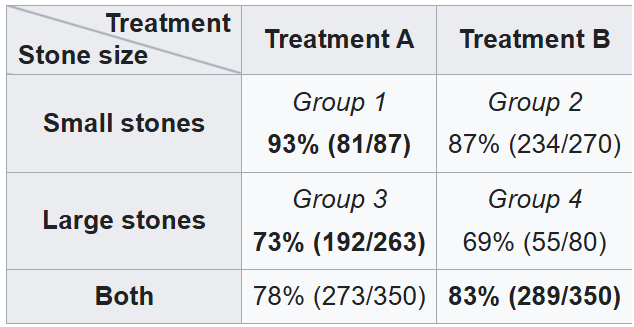 Treatment
Stone size
Treatment A
Treatment B
Small stones
Group 1
93% (81/87)
Group 2
87% (234/270)
Large stones
Group 3
73% (192/263)
Group 4
69% (55/80)
Both
78% (273/350)
83% (289/350)